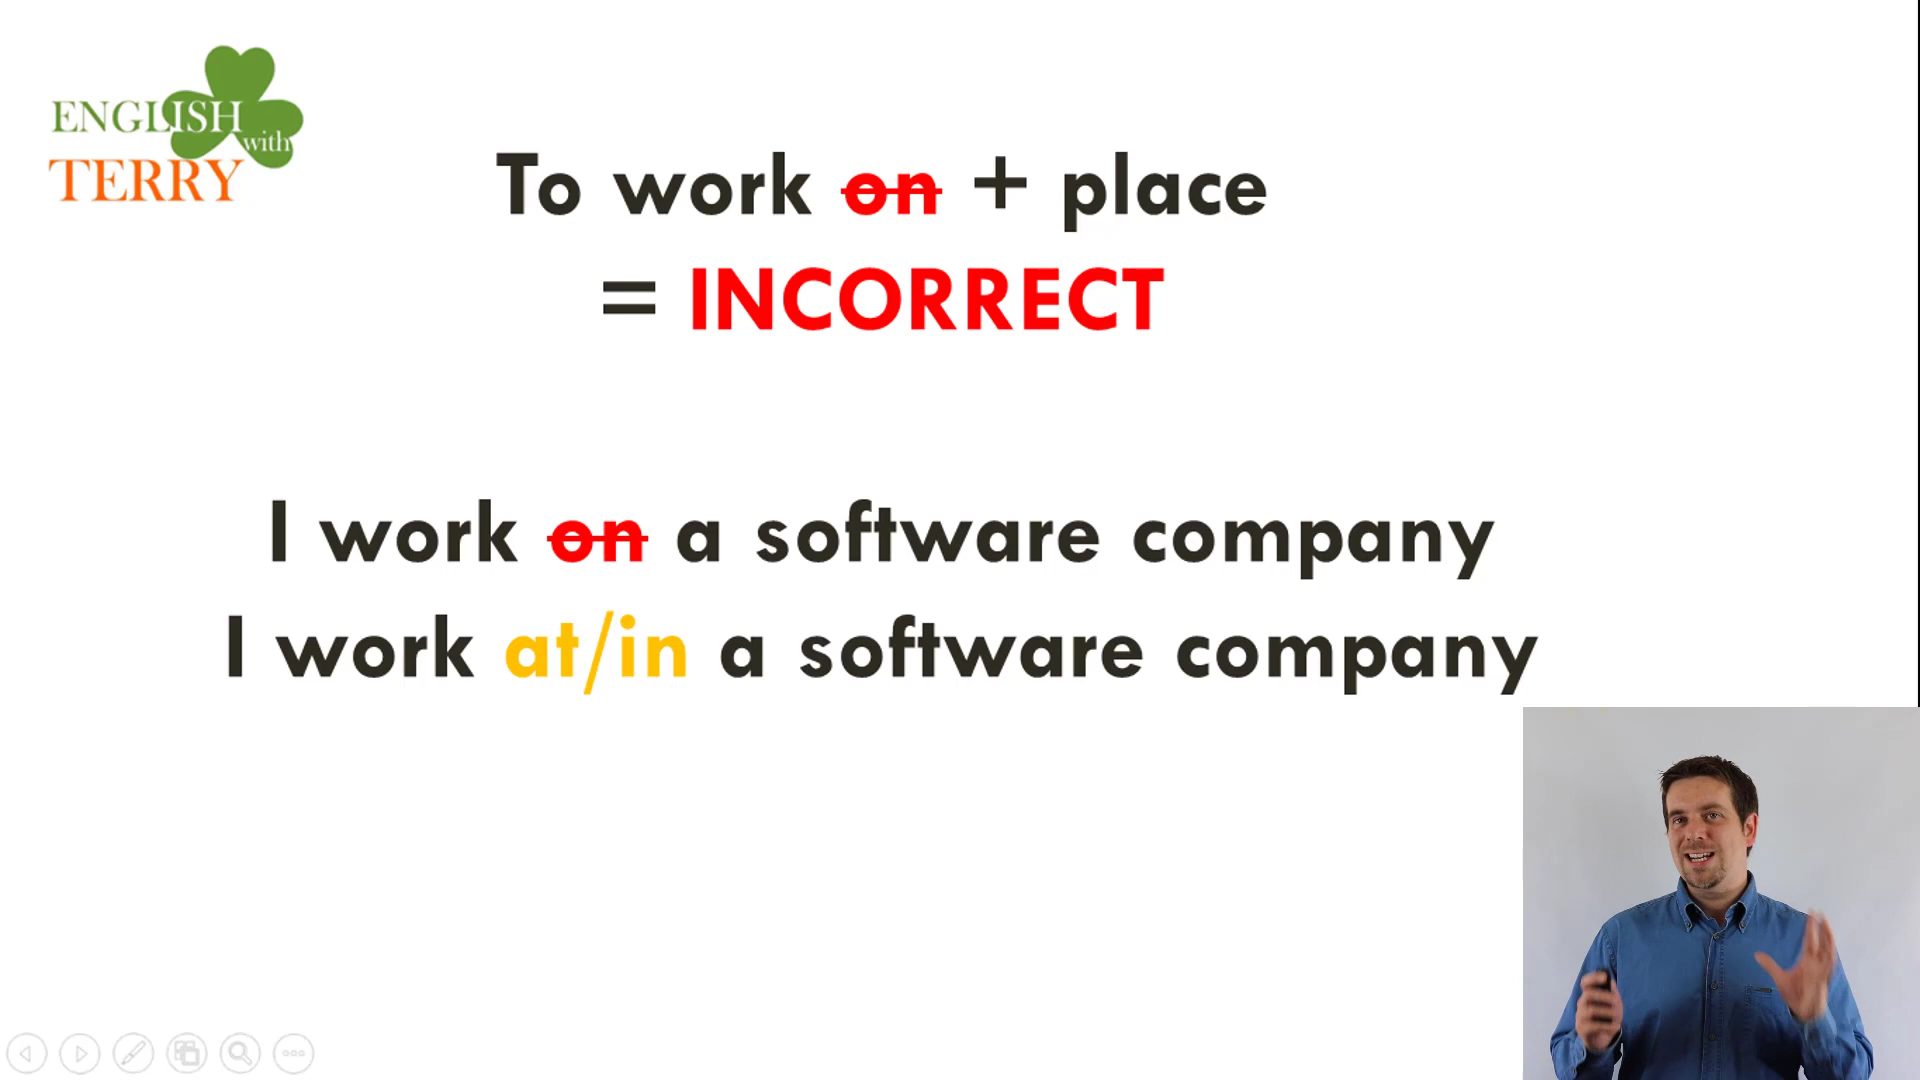 ENGLISH
with
TERRY
To work on + place
= INCORRECT
I work on a software company
I work at/in a software company